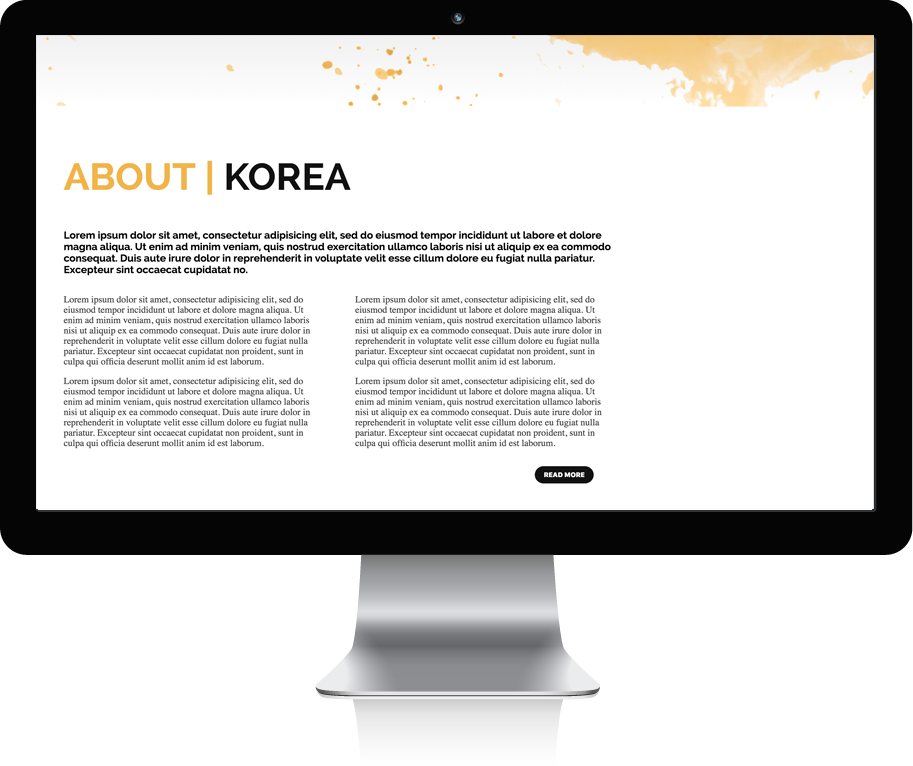 ABOUT | KOREA
Lorem ipsum dolor sit amet, consectetur adipisicing elit, sed do eiusmod tempor incididunt ut labore et dolore
magna aliqua. Ut enim ad minim veniam, quis nostrud exercitation ullamco laboris nisi ut aliquip ex ea commodo
consequat. Duis aute irure dolor in reprehenderit in voluptate velit esse cillum dolore eu fugiat nulla pariatur.
Excepteur sint occaecat cupidatat no.
Lorem ipsum dolor sit amet, consectetur adipisicing elit, sed do
eiusmod tempor incididunt ut labore et dolore magna aliqua. Ut
enim ad minim veniam, quis nostrud exercitation ullamco laboris
nisi ut aliquip ex ea commodo consequat. Duis aute irure dolor in
reprehenderit in voluptate velit esse cillum dolore eu fugiat nulla
pariatur. Excepteur sint occaecat cupidatat non proident, sunt in
culpa qui officia deserunt mollit anim id est laborum.
Lorem ipsum dolor sit amet, consectetur adipisicing elit, sed do
eiusmod tempor incididunt ut labore et dolore magna aliqua. Ut
enim ad minim veniam, quis nostrud exercitation ullamco laboris
nisi ut aliquip ex ea commodo consequat. Duis aute irure dolor in
reprehenderit in voluptate velit esse cillum dolore eu fugiat nulla
pariatur. Excepteur sint occaecat cupidatat non proident, sunt in
culpa qui officia deserunt mollit anim id est laborum.
Lorem ipsum dolor sit amet, consectetur adipisicing elit, sed do
eiusmod tempor incididunt ut labore et dolore magna aliqua. Ut
enim ad minim veniam, quis nostrud exercitation ullamco laboris
nisi ut aliquip ex ea commodo consequat. Duis aute irure dolor in
reprehenderit in voluptate velit esse cillum dolore eu fugiat nulla
pariatur. Excepteur sint occaecat cupidatat non proident, sunt in
culpa qui officia deserunt mollit anim id est laborum.
Lorem ipsum dolor sit amet, consectetur adipisicing elit, sed do
eiusmod tempor incididunt ut labore et dolore magna aliqua. Ut
enim ad minim veniam, quis nostrud exercitation ullamco laboris
nisi ut aliquip ex ea commodo consequat. Duis aute irure dolor in
reprehenderit in voluptate velit esse cillum dolore eu fugiat nulla
pariatur. Excepteur sint occaecat cupidatat non proident, sunt in
culpa qui officia deserunt mollit anim id est laborum.
READ MORE